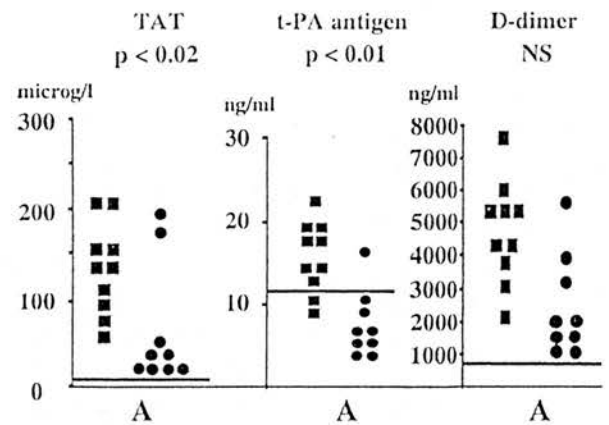 TAT
p < 0.02
t-PA antigen
p < 0.01
D-dimer
NS
microg/l
300
200
100
0
A
ng/ml
30
20
10
A
ng/ml
8000
7000
6000
5000
4000
3000
2000
1000
A